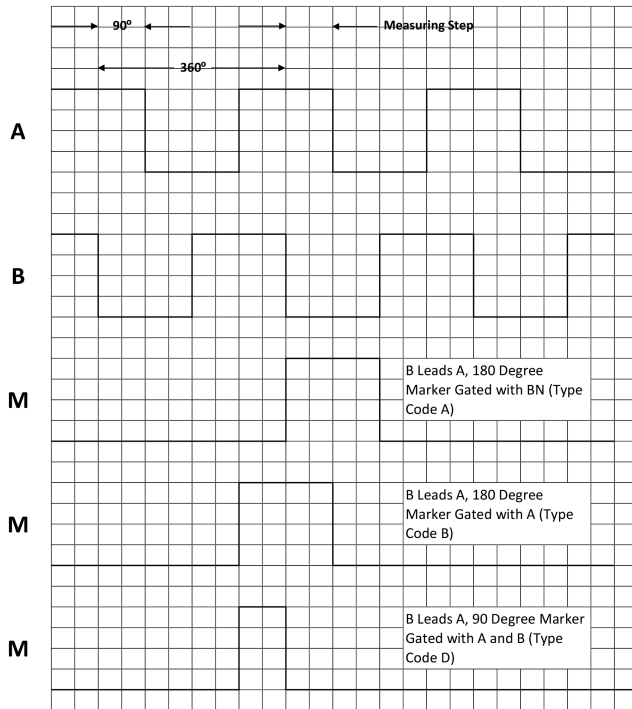 90º
Measuring Step
360º
A
B
M
B Leads A, 180 Degree
Marker Gated with BN (Type
Code A)
M
B Leads A, 180 Degree
Marker Gated with A (Type
Code B)
M
B Leads A, 90 Degree Marker
Gated with A and B (Type
Code D)